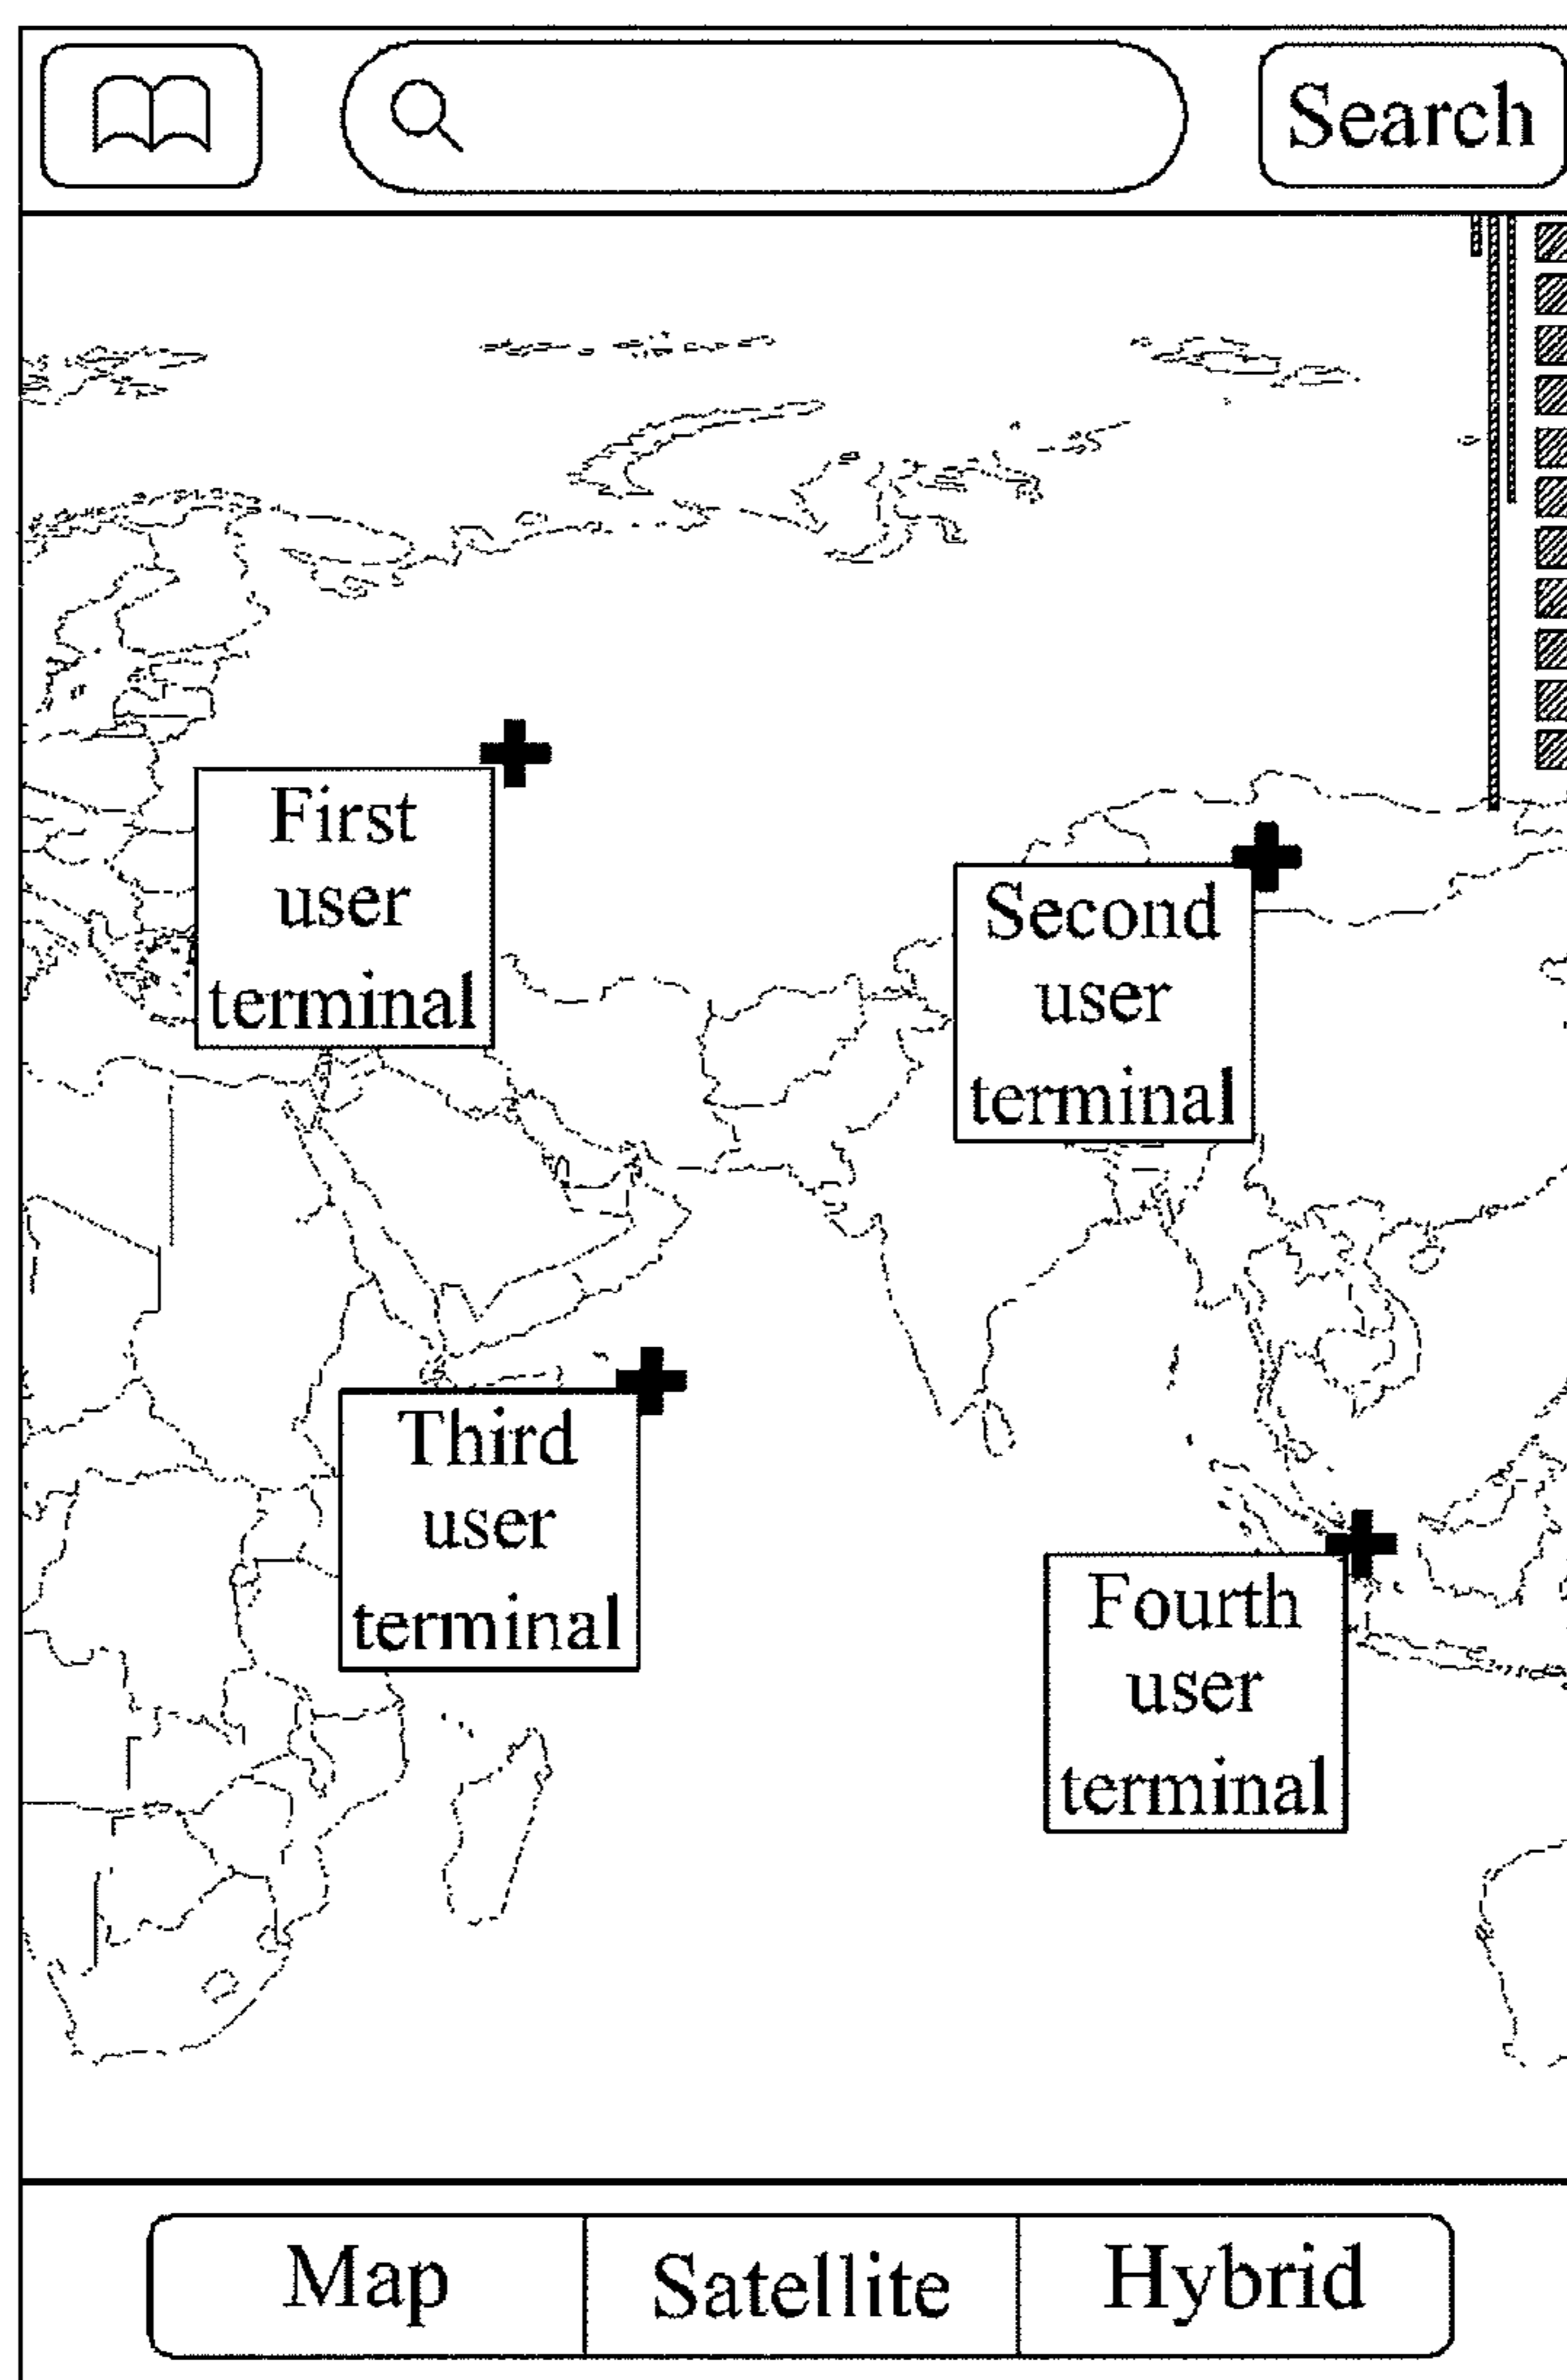 Search
First
user
terminal
Second
user
terminal
Third
user
terminal
Fourth
user
terminal
Map
Satellite
Hybrid